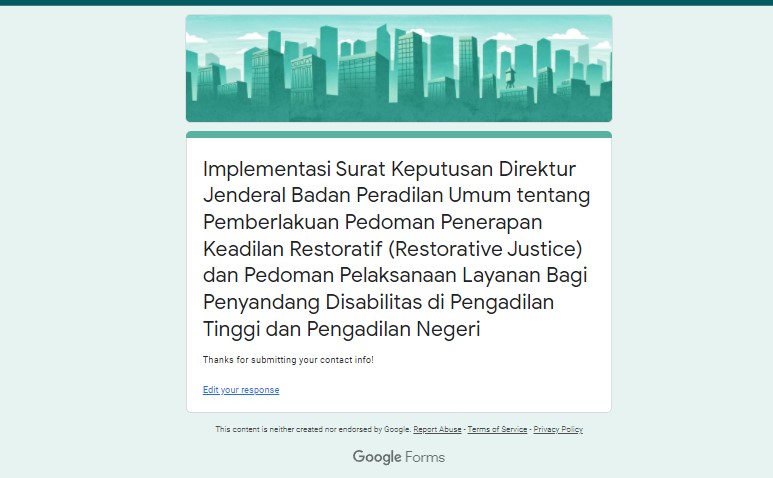 Implementasi Surat Keputusan Direktur
Jenderal Badan Peradilan Umum tentang
Pemberlakuan Pedoman Penerapan
Keadilan Restoratif (Restorative Justice)
dan Pedoman Pelaksanaan Layanan Bagi
Penyandang Disabilitas di Pengadilan
Tinggi dan Pengadilan Negeri
Thanks for submitting your contact info!
Edit your response
This content is neither created nor endorsed by Google. Report Abuse - Terms of Service - Privacy Policy
Google Forms